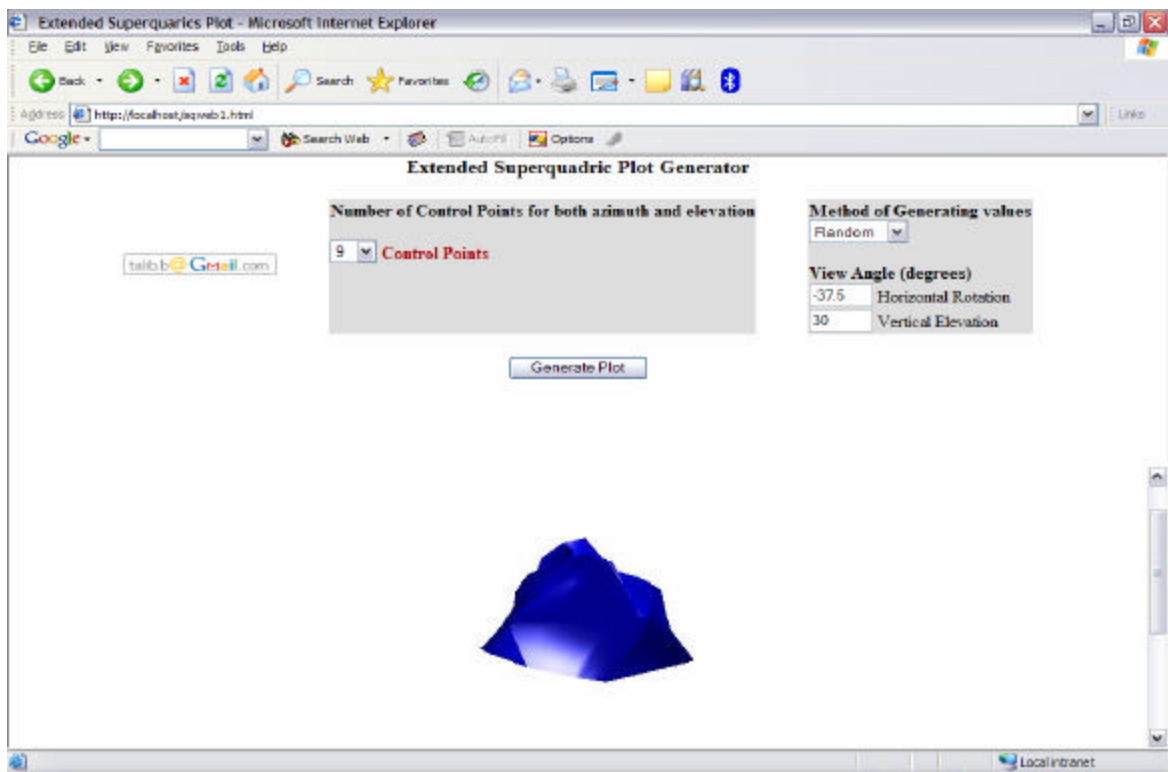 Extended Superquarics Plot - Microsoft Internet Explorer
File Edit View Favorites Tools Help
Back Search Favorites
Address http://localhost/sqweb1.html Links
Google Search Web Options
Extended Superquadric Plot Generator
Number of Control Points for both azimuth and elevation
9 Control Points
talib.b@Gmail.com
Method of Generating values
Random
View Angle (degrees)
-37.5 Horizontal Rotation
30 Vertical Elevation
Generate Plot
Local intranet